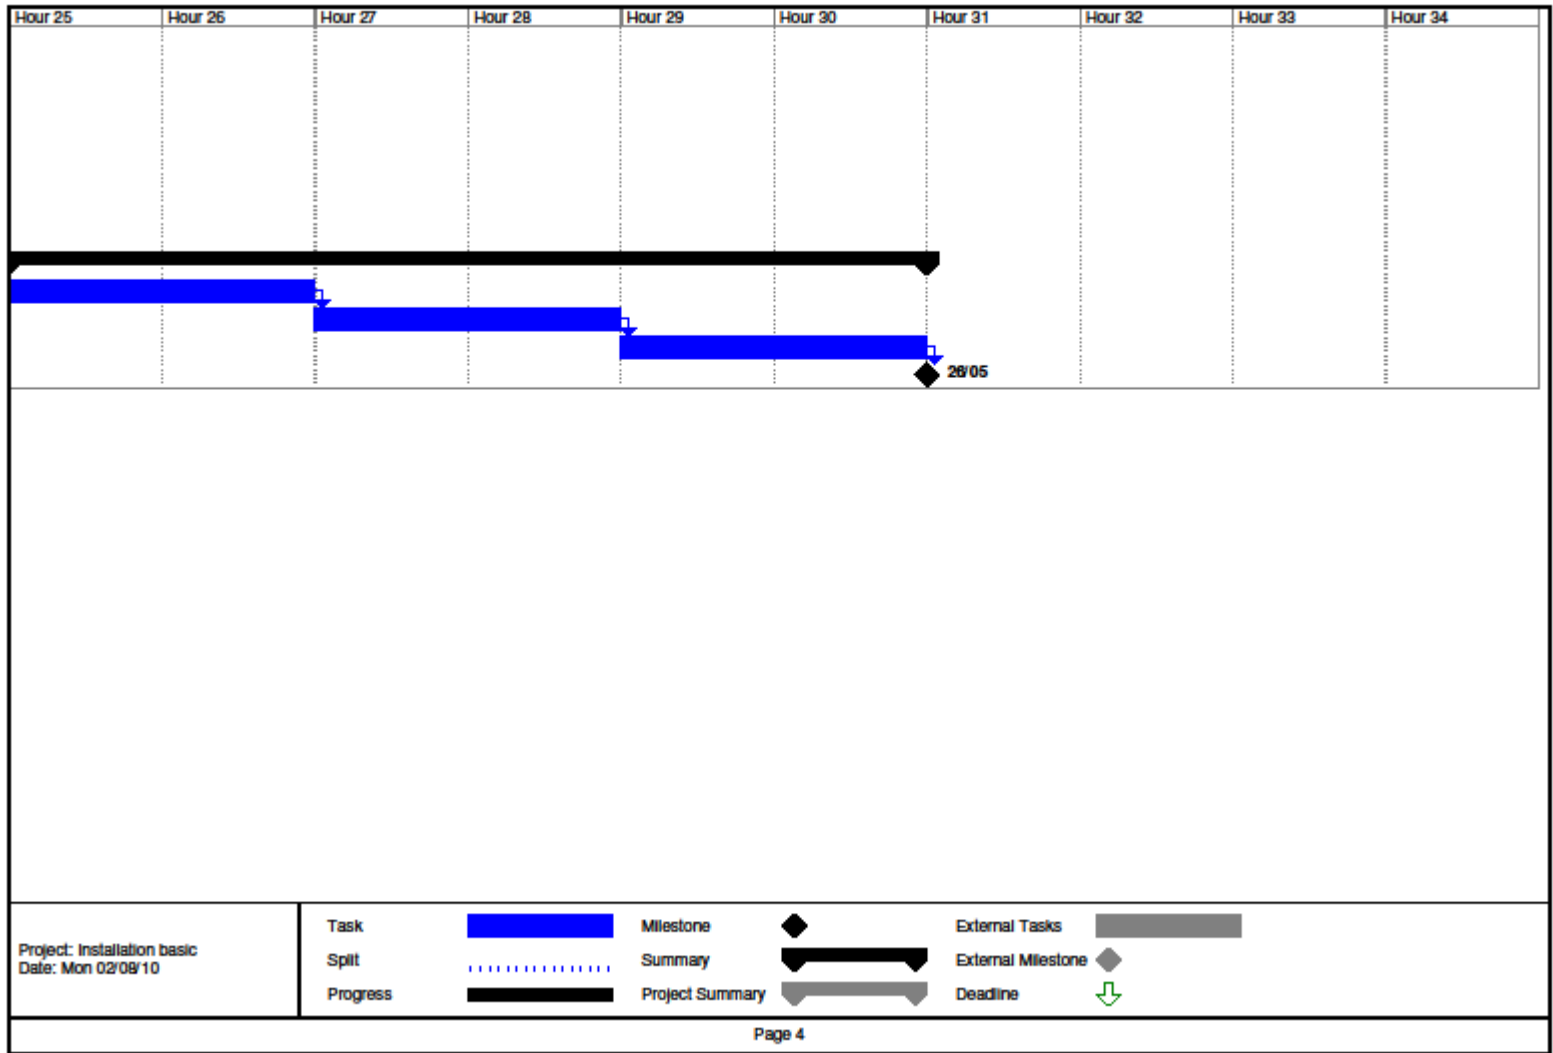 Hour 25 Hour 26 Hour 27 Hour 28 Hour 29 Hour 30 Hour 31 Hour 32 Hour 33 Hour 34
26/05
Project: Installation basic
Date: Mon 02/08/10
Task
Split
Progress
Milestone
Summary
Project Summary
External Tasks
External Milestone
Deadline
Page 4